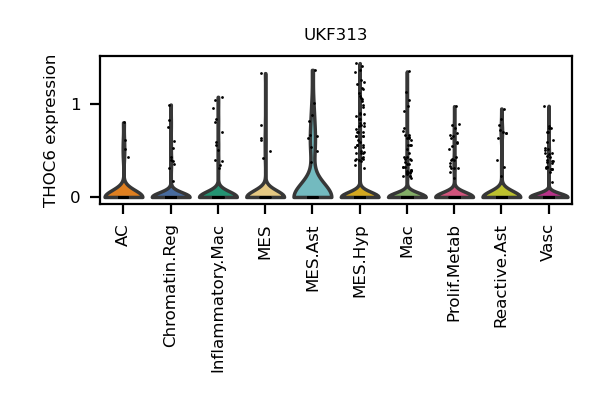 UKF313
THOC6 expression
1
0
AC
Chromatin.Reg
Inflammatory.Mac
MES
MES.Ast
MES.Hyp
Mac
Prolif.Metab
Reactive.Ast
Vasc